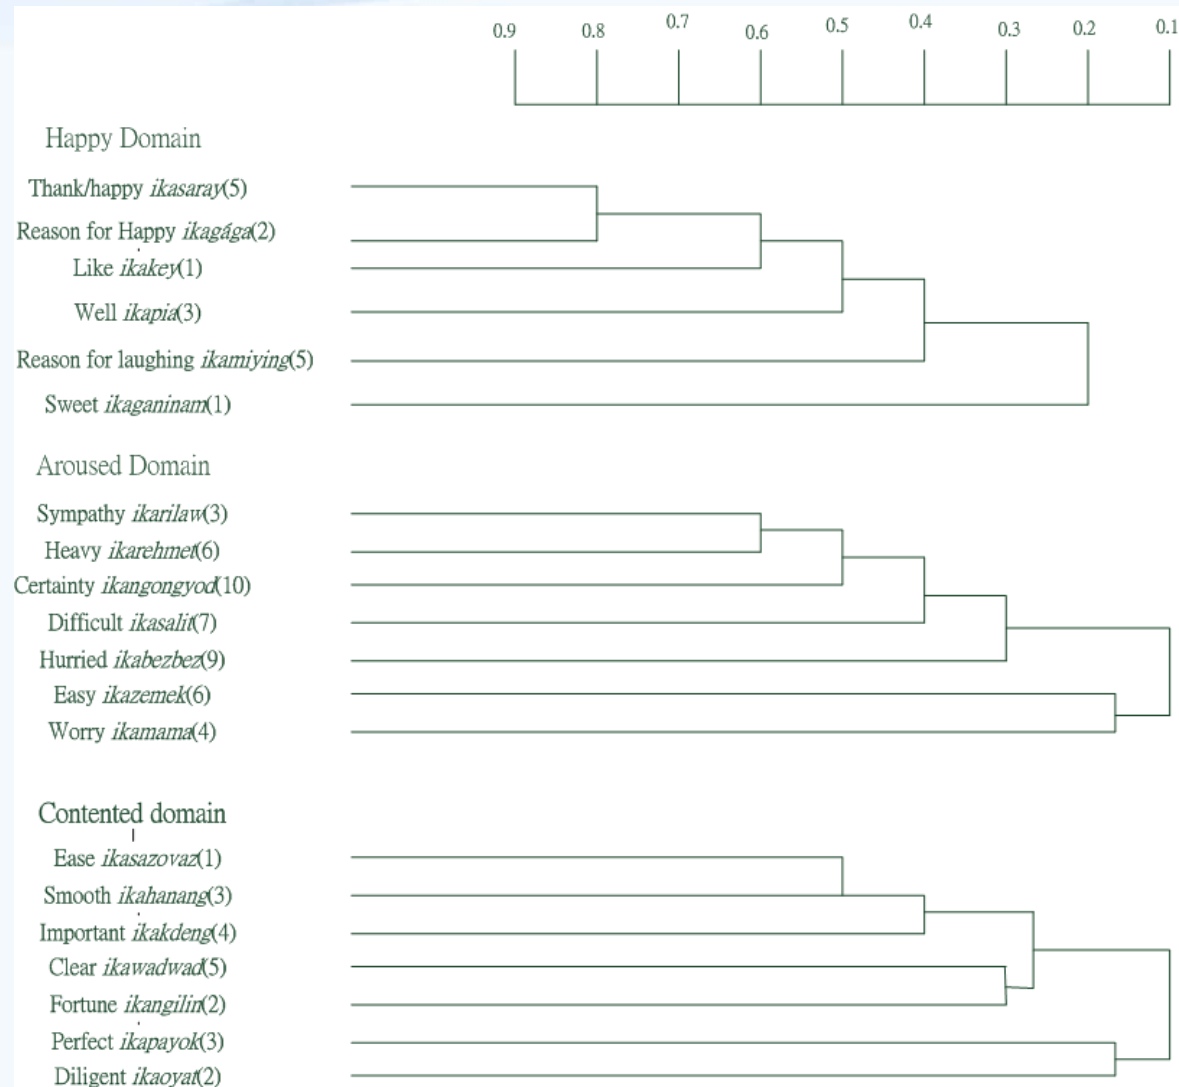 0.9 0.8 0.7 0.6 0.5 0.4 0.3 0.2 0.1
Happy Domain
Thank/happy ikasaray(5)
Reason for Happy ikagága(2)
Like ikakey(1)
Well ikapia(3)
Reason for laughing ikamiying(5)
Sweet ikaganinam(1)
Aroused Domain
Sympathy ikarilaw(3)
Heavy ikarehmet(6)
Certainty ikangongyod(10)
Difficult ikasalit(7)
Hurried ikabezbez(9)
Easy ikazemek(6)
Worry ikamama(4)
Contented domain
Ease ikasazovaz(1)
Smooth ikahanang(3)
Important ikakdeng(4)
Clear ikawadwad(5)
Fortune ikangilin(2)
Perfect ikapayok(3)
Diligent ikaoyat(2)